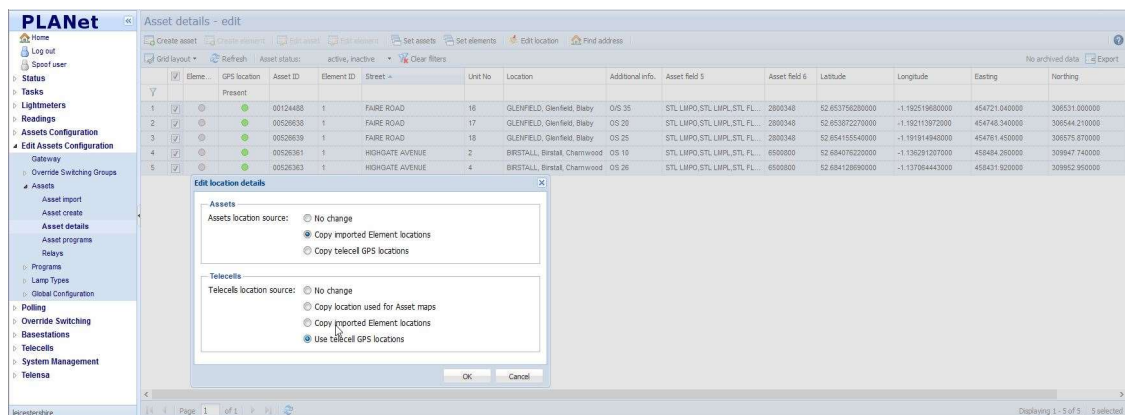 PLANet «
Asset details - edit
Home
Log out
Spoof user
Status
Tasks
Lightmeters
Readings
Assets Configuration
Edit Assets Configuration
Gateway
Override Switching Groups
Assets
Asset import
Asset create
Asset details
Asset programs
Relays
Programs
Lamp Types
Global Configuration
Polling
Override Switching
Basestations
Telecells
System Management
Telensa
leicestershire
Create asset Create element Edit asset Edit element Set assets Set elements Edit location Find address
Grid layout Refresh Asset status: active, inactive Clear filters No archived data Export
Eleme... GPS location Asset ID Element ID Street Unit No Location Additional info. Asset field 5 Asset field 6 Latitude Longitude Easting Northing
Present
1 00124488 1 FAIRE ROAD 16 GLENFIELD, Glenfield, Blaby O/S 35 STL LMPO,STL LMPL,STL FL... 2800348 52.653756280000 -1.192519680000 454721.040000 306531.000000
2 00526638 1 FAIRE ROAD 17 GLENFIELD, Glenfield, Blaby OS 20 STL LMPO,STL LMPL,STL FL... 2800348 52.653872270000 -1.192113972000 454748.340000 306544.210000
3 00526639 1 FAIRE ROAD 18 GLENFIELD, Glenfield, Blaby OS 25 STL LMPO,STL LMPL,STL FL... 2800348 52.654155540000 -1.191914948000 454761.450000 306575.870000
4 00526361 1 HIGHGATE AVENUE 2 BIRSTALL, Birstall, Charnwood OS 10 STL LMPO,STL LMPL,STL FL... 6500800 52.684076220000 -1.136291207000 458484.260000 309947.740000
5 00526363 1 HIGHGATE AVENUE 4 BIRSTALL, Birstall, Charnwood OS 26 STL LMPO,STL LMPL,STL FL... 6500800 52.684128690000 -1.137064443000 458431.920000 309952.950000
Edit location details
Assets
Assets location source: No change
Copy imported Element locations
Copy telecell GPS locations
Telecells
Telecells location source: No change
Copy location used for Asset maps
Copy imported Element locations
Use telecell GPS locations
OK Cancel
Page 1 of 1 Displaying 1 - 5 of 5 5 selected